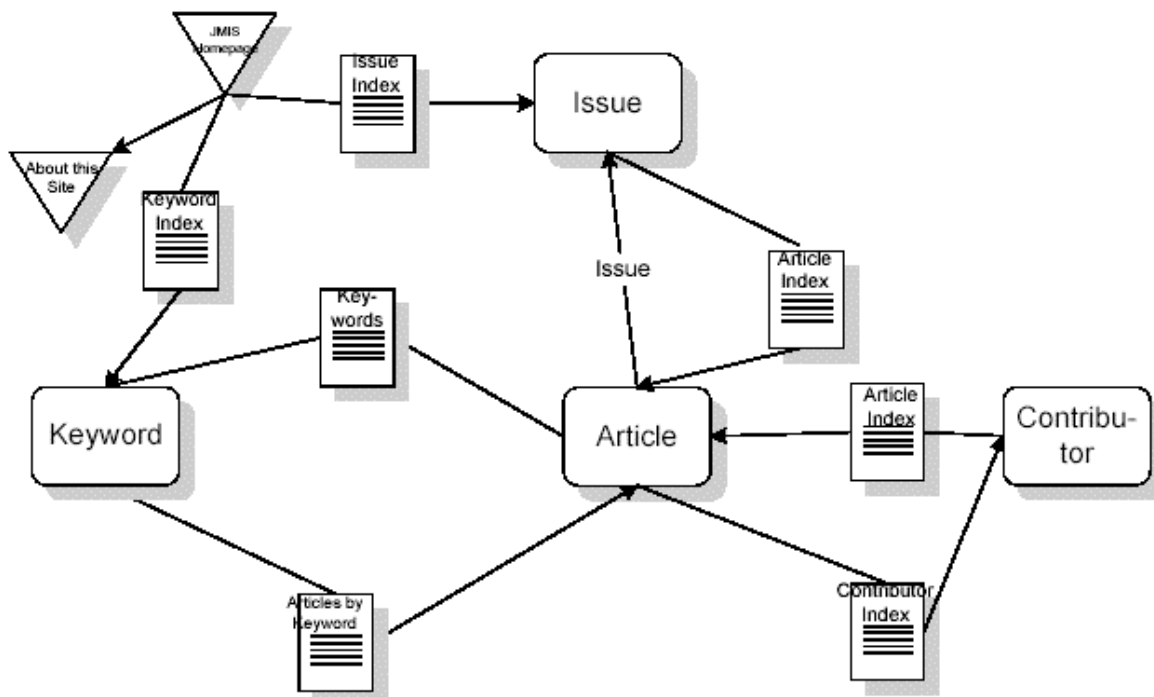 JMIS
Homepage
Issue
Index
Issue
About this
Site
Keyword
Index
Issue
Article
Index
Key-
words
Keyword
Article
Article
Index
Contribu-
tor
Articles by
Keyword
Contributor
Index